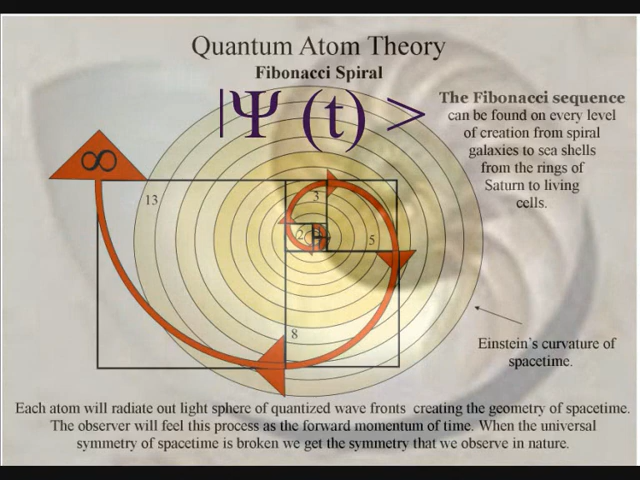 Quantum Atom Theory
Fibonacci Spiral
|Ψ (t) >
The Fibonacci sequence
can be found on every level
of creation from spiral
galaxies to sea shells
from the rings of
Saturn to living
cells.
∞
13
3
2
5
8
Einstein's curvature of
spacetime.
Each atom will radiate out light sphere of quantized wave fronts creating the geometry of spacetime.
The observer will feel this process as the forward momentum of time. When the universal
symmetry of spacetime is broken we get the symmetry that we observe in nature.